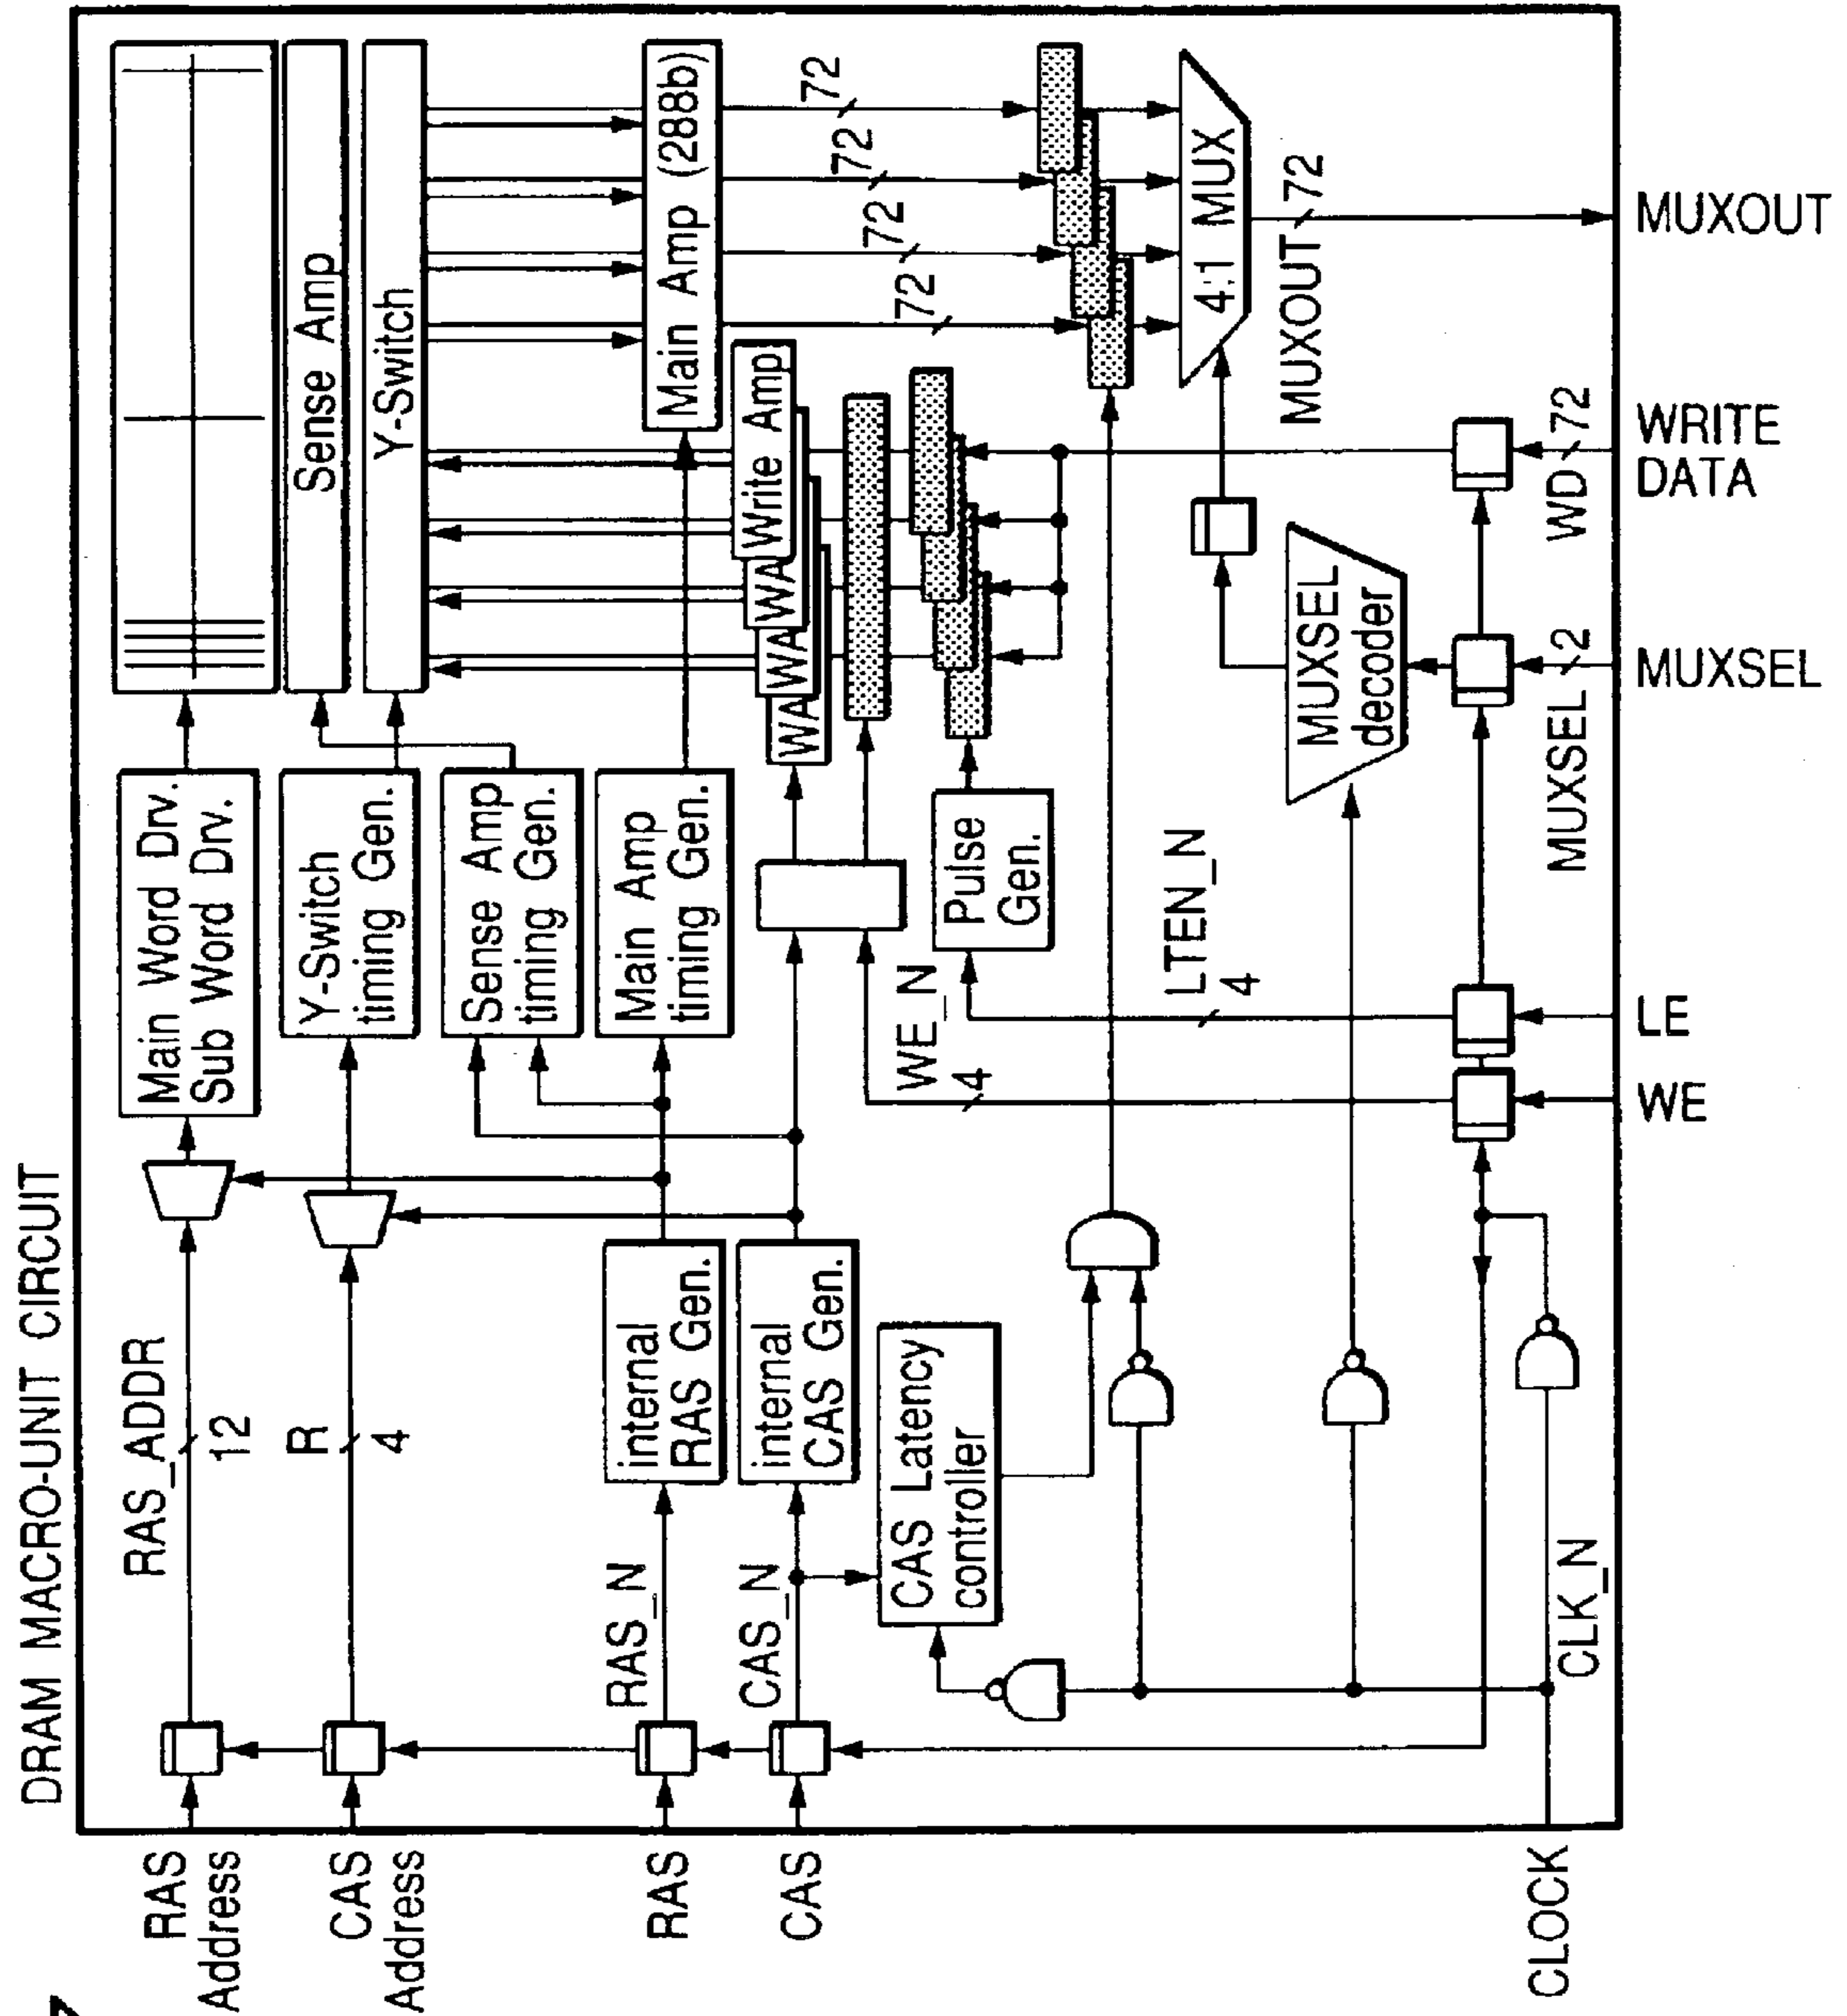 DRAM MACRO-UNIT CIRCUIT
RAS
Address
CAS
Address
RAS
CAS
CLOCK
RAS_ADDR
12
R
4
RAS_N
CAS_N
internal
RAS Gen.
internal
CAS Gen.
CAS Latency
controller
CLK_N
Main Word Drv.
Sub Word Drv.
Y-Switch
timing Gen.
Sense Amp
timing Gen.
Main Amp
timing Gen.
WE_N
4
Pulse
Gen.
LTEN_N
4
Sense Amp
Y-Switch
Main Amp (288b)
Write Amp
WA
WA
WA
72
72
72
72
4:1 MUX
MUXOUT
72
MUXSEL
decoder
MUXSEL
2
WD
72
WE
LE
MUXSEL
WRITE
DATA
MUXOUT